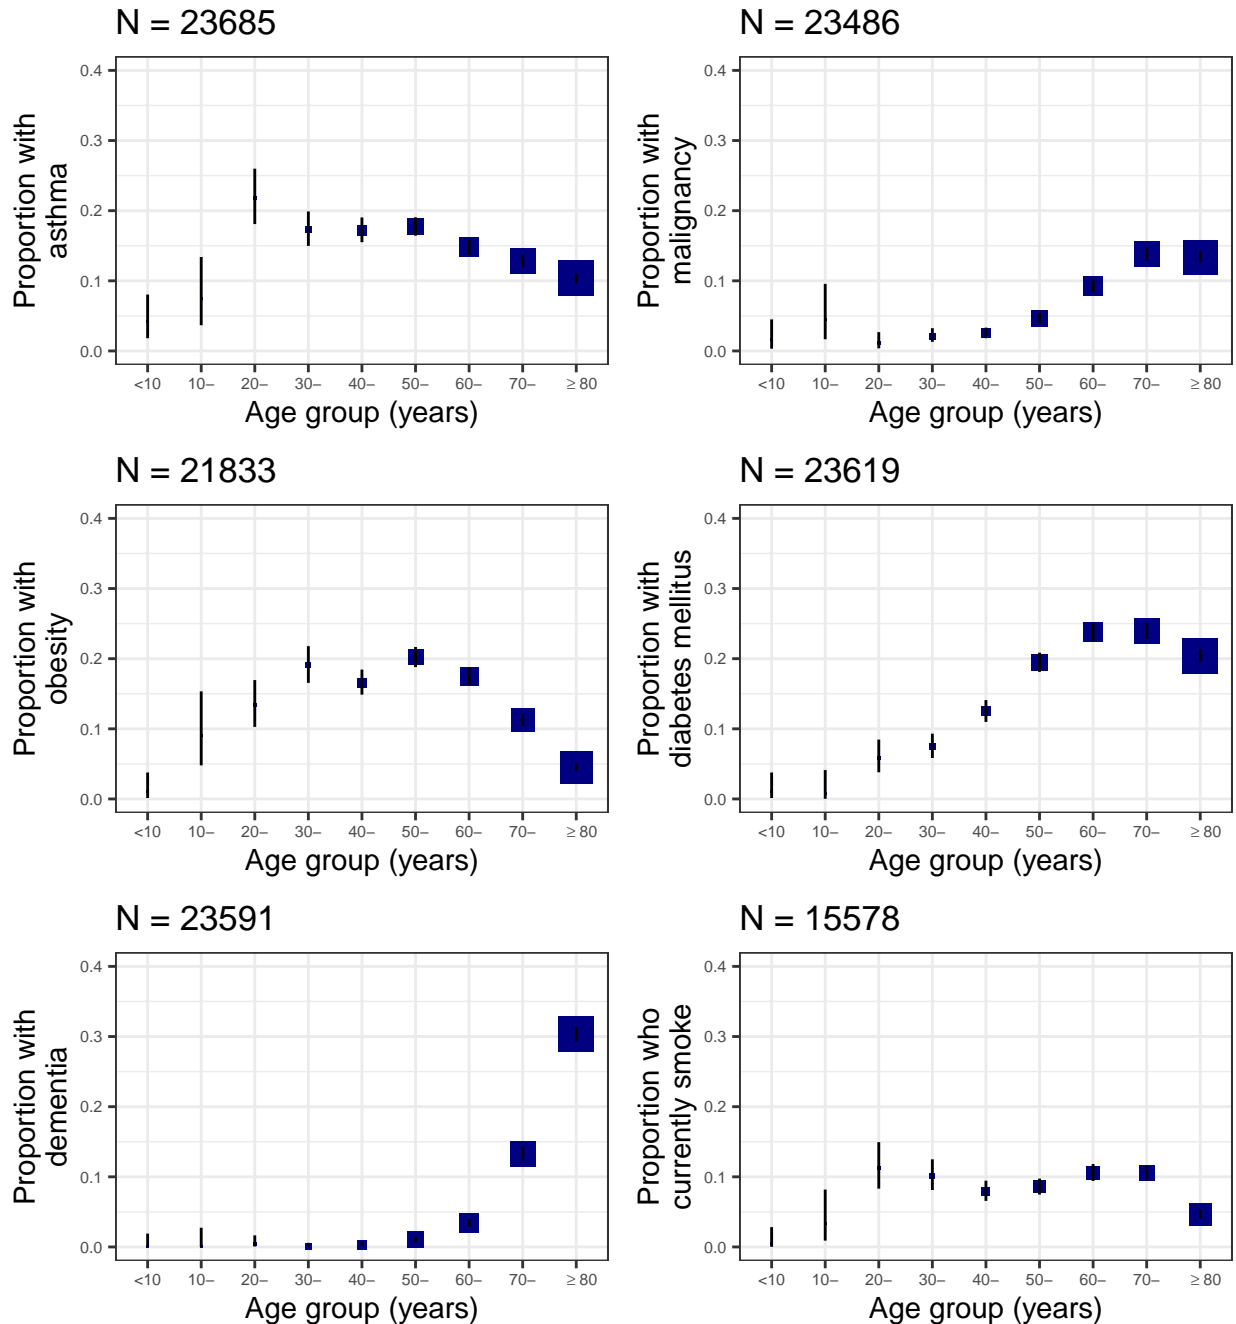 N = 23685
Proportion with
asthma
0.4
0.3
0.2
0.1
0.0
<10 10– 20– 30– 40– 50– 60– 70– ≥ 80
Age group (years)
N = 23486
Proportion with
malignancy
0.4
0.3
0.2
0.1
0.0
<10 10– 20– 30– 40– 50– 60– 70– ≥ 80
Age group (years)
N = 21833
Proportion with
obesity
0.4
0.3
0.2
0.1
0.0
<10 10– 20– 30– 40– 50– 60– 70– ≥ 80
Age group (years)
N = 23619
Proportion with
diabetes mellitus
0.4
0.3
0.2
0.1
0.0
<10 10– 20– 30– 40– 50– 60– 70– ≥ 80
Age group (years)
N = 23591
Proportion with
dementia
0.4
0.3
0.2
0.1
0.0
<10 10– 20– 30– 40– 50– 60– 70– ≥ 80
Age group (years)
N = 15578
Proportion who
currently smoke
0.4
0.3
0.2
0.1
0.0
<10 10– 20– 30– 40– 50– 60– 70– ≥ 80
Age group (years)